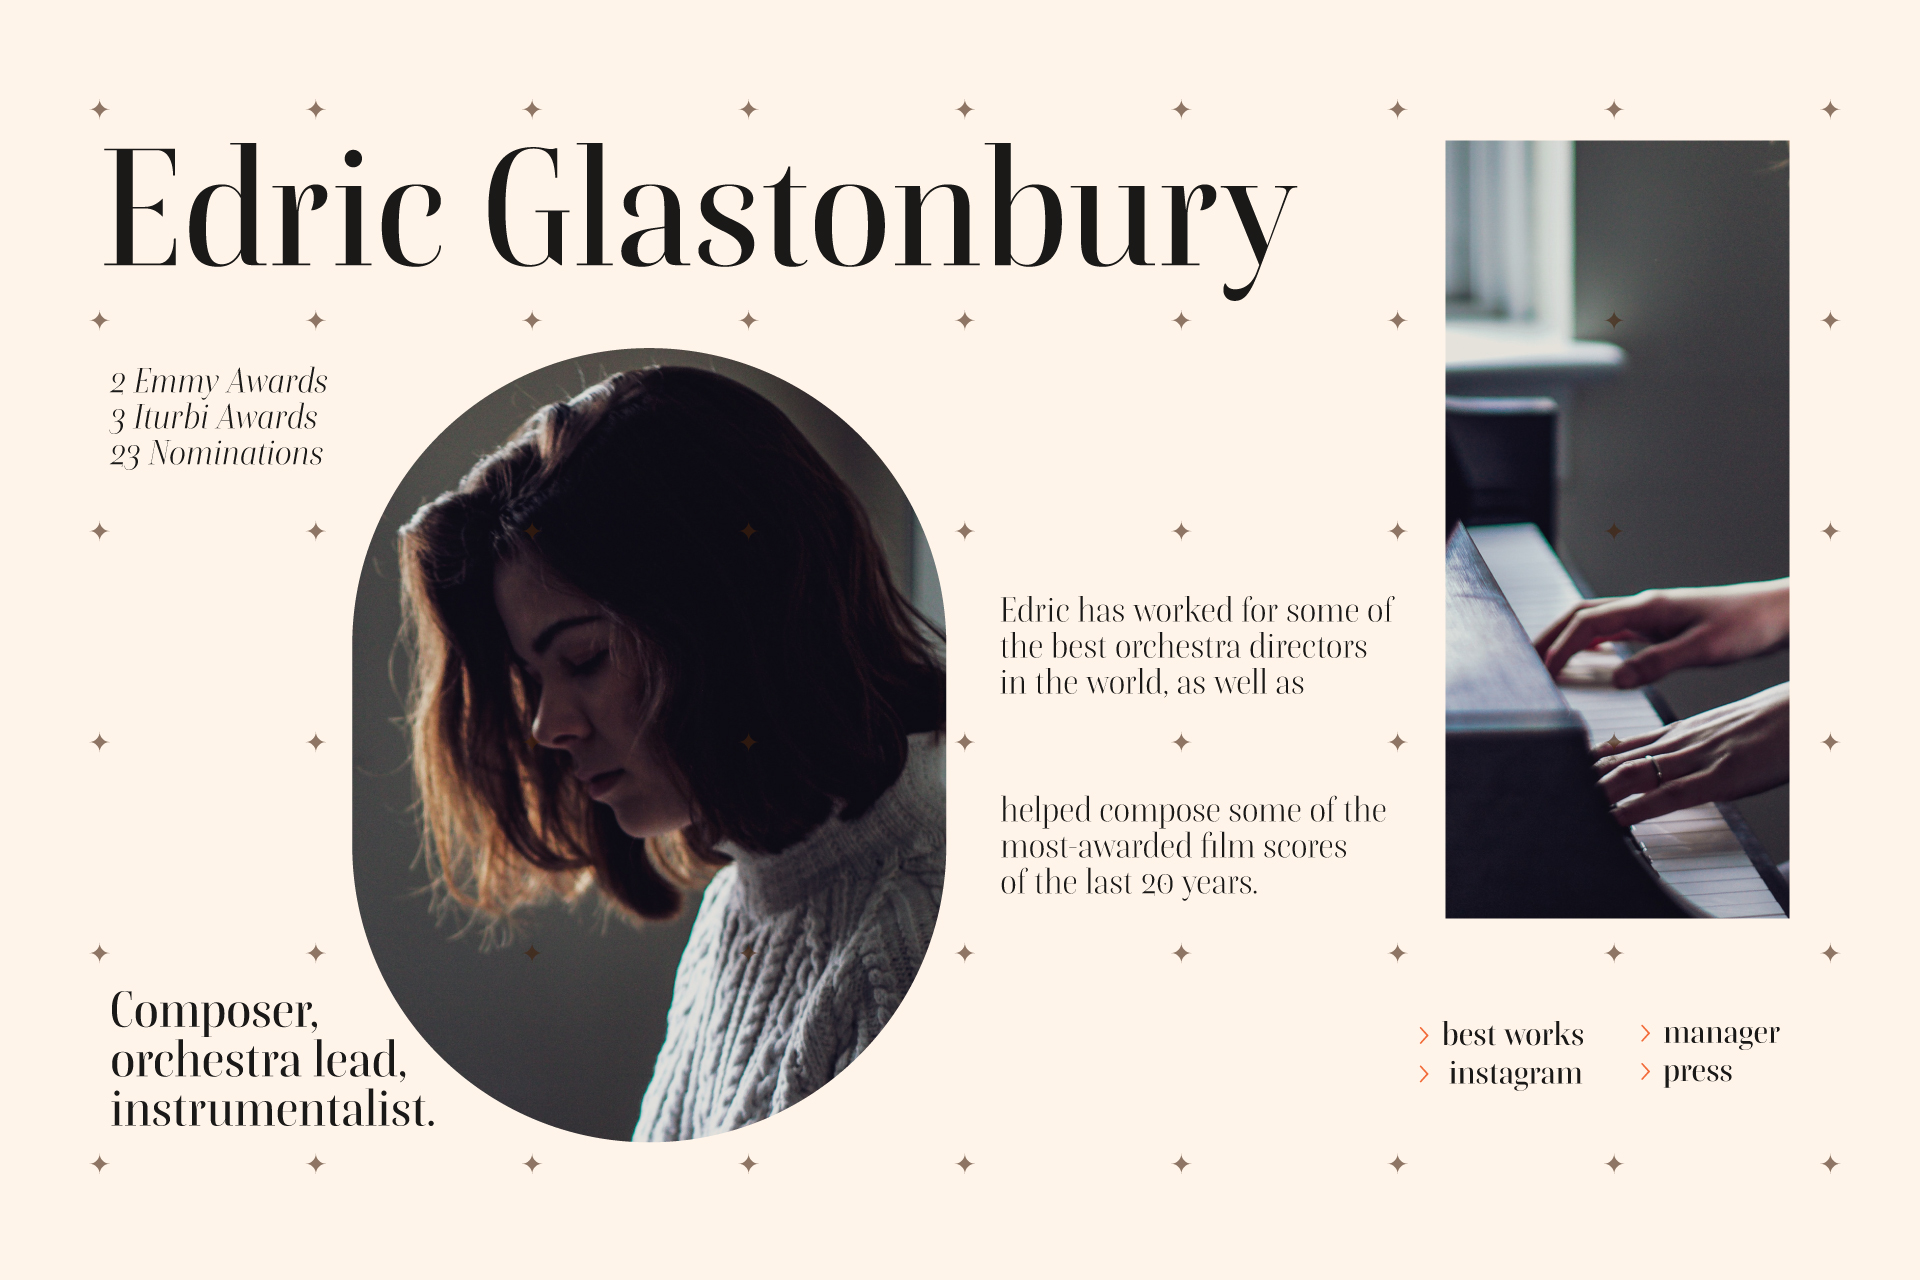 Edric Glastonbury
2 Emmy Awards
3 Iturbi Awards
23 Nominations
Edric has worked for some of
the best orchestra directors
in the world, as well as
helped compose some of the
most-awarded film scores
of the last 20 years.
Composer,
orchestra lead,
instrumentalist.
> best works
> instagram
> manager
> press